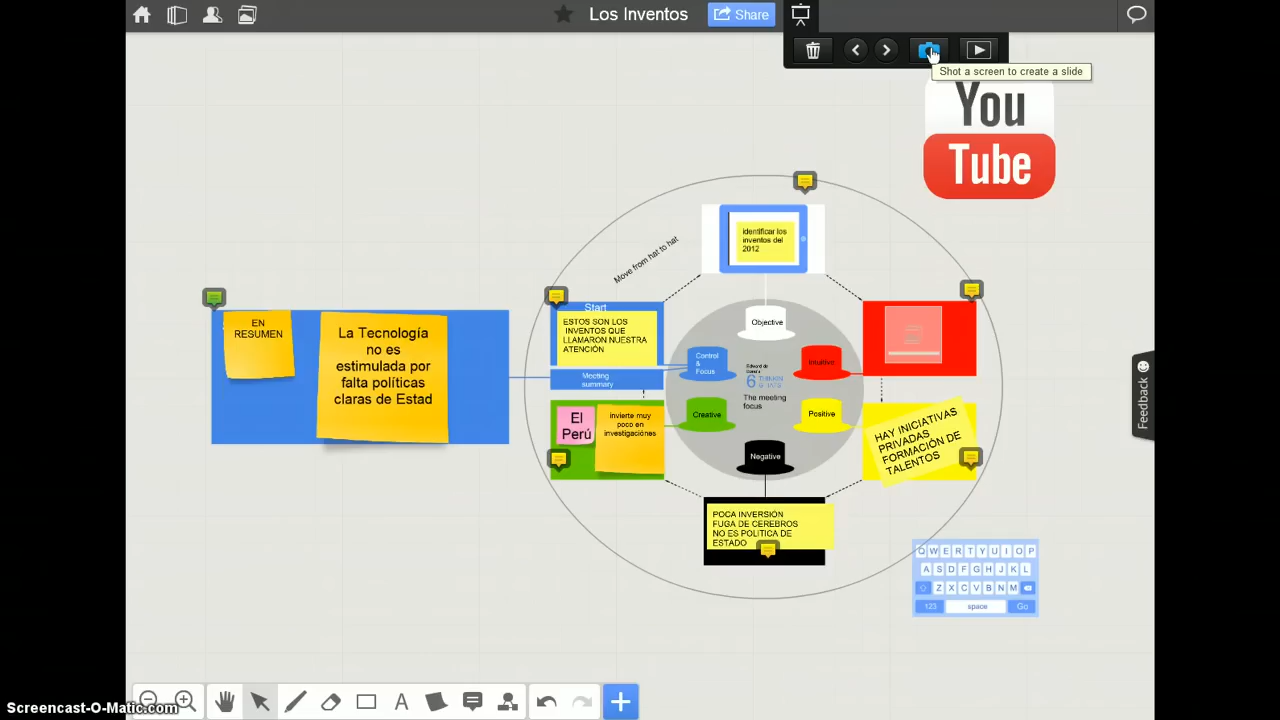 Los Inventos
Share
Shot a screen to create a slide
You
Tube
Move from hat to hat
identificar los
inventos del
2012
Start
ESTOS SON LOS
INVENTOS QUE
LLAMARON NUESTRA
ATENCIÓN
Meeting
summary
EN
RESUMEN
La Tecnología
no es
estimulada por
falta políticas
claras de Estad
Objective
Control
&
Focus
Intuitive
6
The meeting
focus
Creative
Positive
Negative
El
Perú
invierte muy
poco en
investigaciónes
HAY INICIATIVAS
PRIVADAS
FORMACIÓN DE
TALENTOS
POCA INVERSIÓN
FUGA DE CEREBROS
NO ES POLITICA DE
ESTADO
Q W E R T Y U I O P
A S D F G H J K L
Z X C V B N M
123 space Go
Feedback
A
Screencast-O-Matic.com